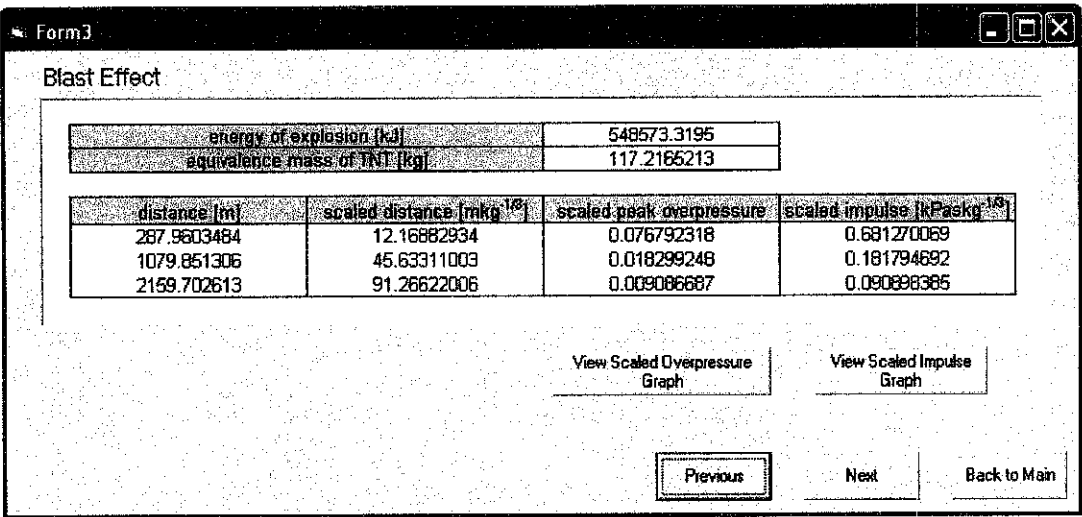 Form3
Blast Effect
energy of explosion [kJ] 548573.3195
equivalence mass of TNT [kg] 117.2165213
distance [m] scaled distance [mkg^-1/3] scaled peak overpressure scaled impulse [kPaskg^-1/3]
287.9603484 12.16882934 0.076792318 0.681270069
1079.851306 45.63311003 0.018299248 0.181794692
2159.702613 91.26622006 0.009086687 0.090898385
View Scaled Overpressure
Graph
View Scaled Impulse
Graph
Previous Next Back to Main